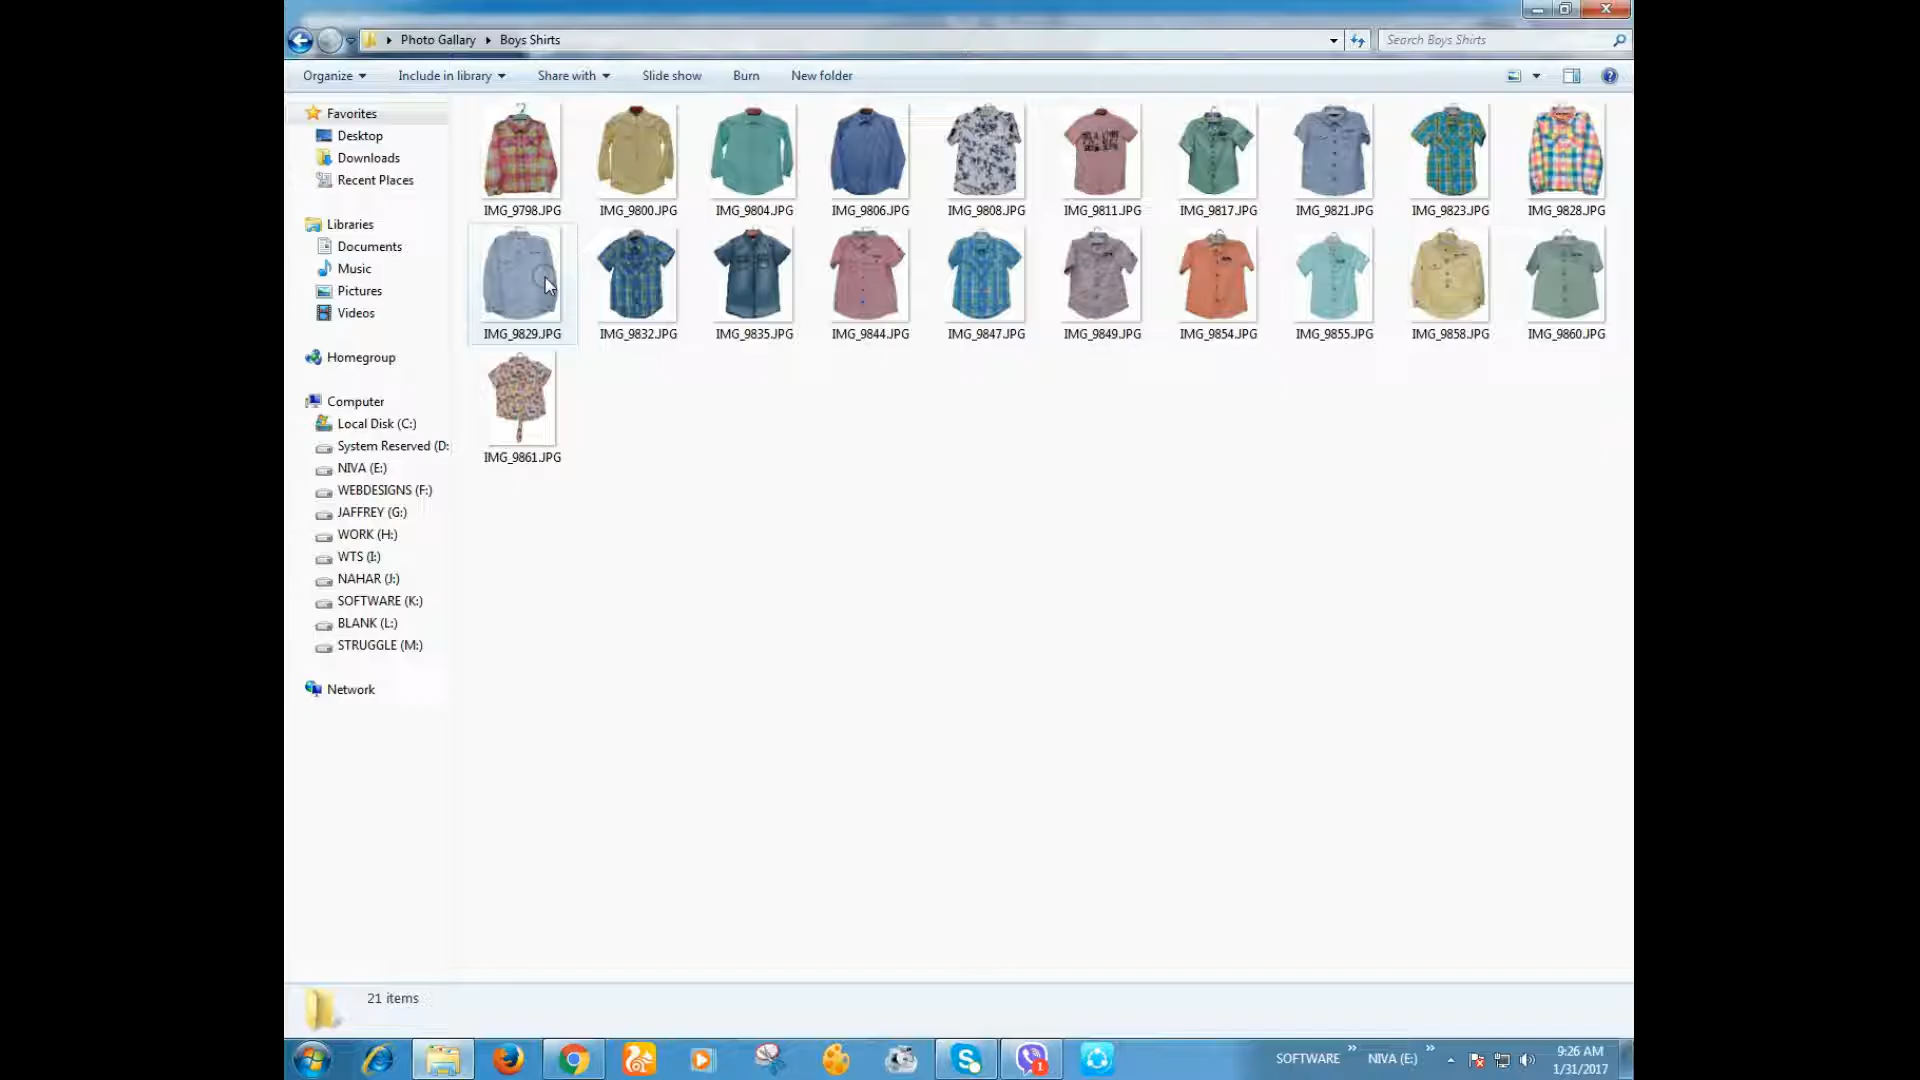 Photo Gallary
Boys Shirts
Search Boys Shirts
Organize
Include in library
Share with
Slide show
Burn
New folder
Favorites
Desktop
Downloads
Recent Places
Libraries
Documents
Music
Pictures
Videos
Homegroup
Computer
Local Disk (C:)
System Reserved (D:
NIVA (E:)
WEBDESIGNS (F:)
JAFFREY (G:)
WORK (H:)
WTS (I:)
NAHAR (J:)
SOFTWARE (K:)
BLANK (L:)
STRUGGLE (M:)
Network
IMG_9798.JPG
IMG_9800.JPG
IMG_9804.JPG
IMG_9806.JPG
IMG_9808.JPG
IMG_9811.JPG
IMG_9817.JPG
IMG_9821.JPG
IMG_9823.JPG
IMG_9828.JPG
IMG_9829.JPG
IMG_9832.JPG
IMG_9835.JPG
IMG_9844.JPG
IMG_9847.JPG
IMG_9849.JPG
IMG_9854.JPG
IMG_9855.JPG
IMG_9858.JPG
IMG_9860.JPG
IMG_9861.JPG
21 items
SOFTWARE
NIVA (E:)
9:26 AM
1/31/2017